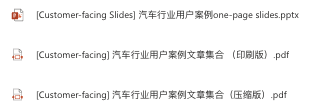 [Customer-facing Slides] 汽车行业用户案例one-page slides.pptx
[Customer-facing] 汽车行业用户案例文章集合 （印刷版）.pdf
[Customer-facing] 汽车行业用户案例文章集合（压缩版）.pdf